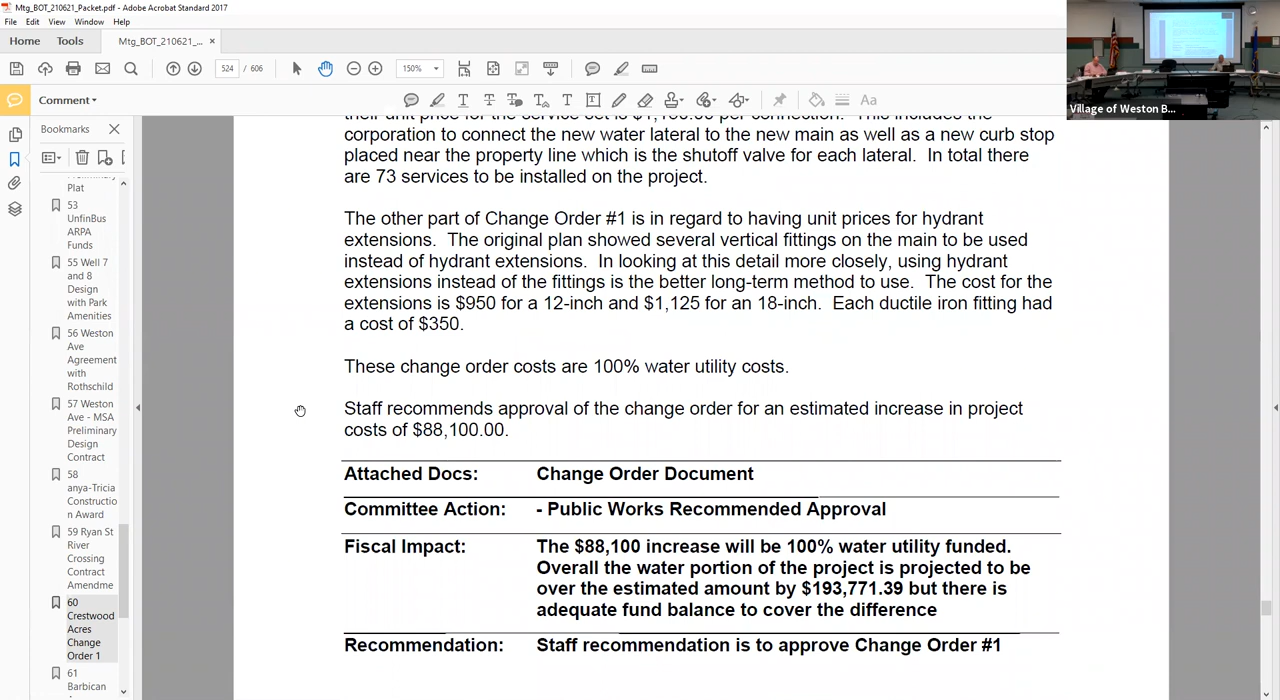 Mtg_BOT_210621_Packet.pdf - Adobe Acrobat Standard 2017
File Edit View Window Help
Home Tools Mtg_BOT_210621_... ×
524 / 606 150%
Comment
Aa
Bookmarks
Plat
53
UnfinBus
ARPA
Funds
55 Well 7
and 8
Design
with Park
Amenities
56 Weston
Ave
Agreement
with
Rothschild
57 Weston
Ave - MSA
Preliminary
Design
Contract
58
anya-Tricia
Constructio
n Award
59 Ryan St
River
Crossing
Contract
Amendme
60
Crestwood
Acres
Change
Order 1
61
Barbican
corporation to connect the new water lateral to the new main as well as a new curb stop
placed near the property line which is the shutoff valve for each lateral. In total there
are 73 services to be installed on the project.
The other part of Change Order #1 is in regard to having unit prices for hydrant
extensions. The original plan showed several vertical fittings on the main to be used
instead of hydrant extensions. In looking at this detail more closely, using hydrant
extensions instead of the fittings is the better long-term method to use. The cost for the
extensions is $950 for a 12-inch and $1,125 for an 18-inch. Each ductile iron fitting had
a cost of $350.
These change order costs are 100% water utility costs.
Staff recommends approval of the change order for an estimated increase in project
costs of $88,100.00.
Attached Docs: Change Order Document
Committee Action: - Public Works Recommended Approval
Fiscal Impact: The $88,100 increase will be 100% water utility funded.
Overall the water portion of the project is projected to be
over the estimated amount by $193,771.39 but there is
adequate fund balance to cover the difference
Recommendation: Staff recommendation is to approve Change Order #1
Village of Weston B...